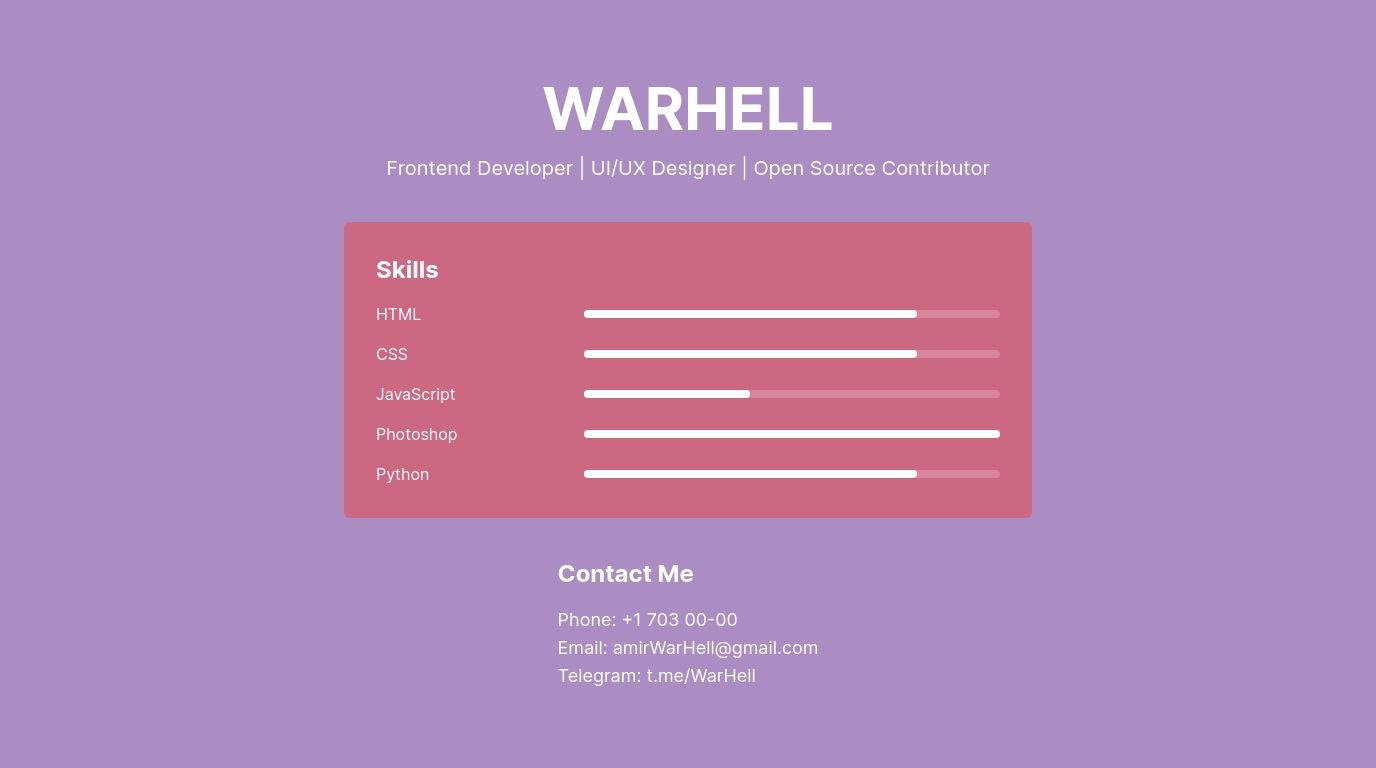 WARHELL
Frontend Developer | UI/UX Designer | Open Source Contributor
Skills
HTML
CSS
JavaScript
Photoshop
Python
Contact Me
Phone: +1 703 00-00
Email: amirWarHell@gmail.com
Telegram: t.me/WarHell